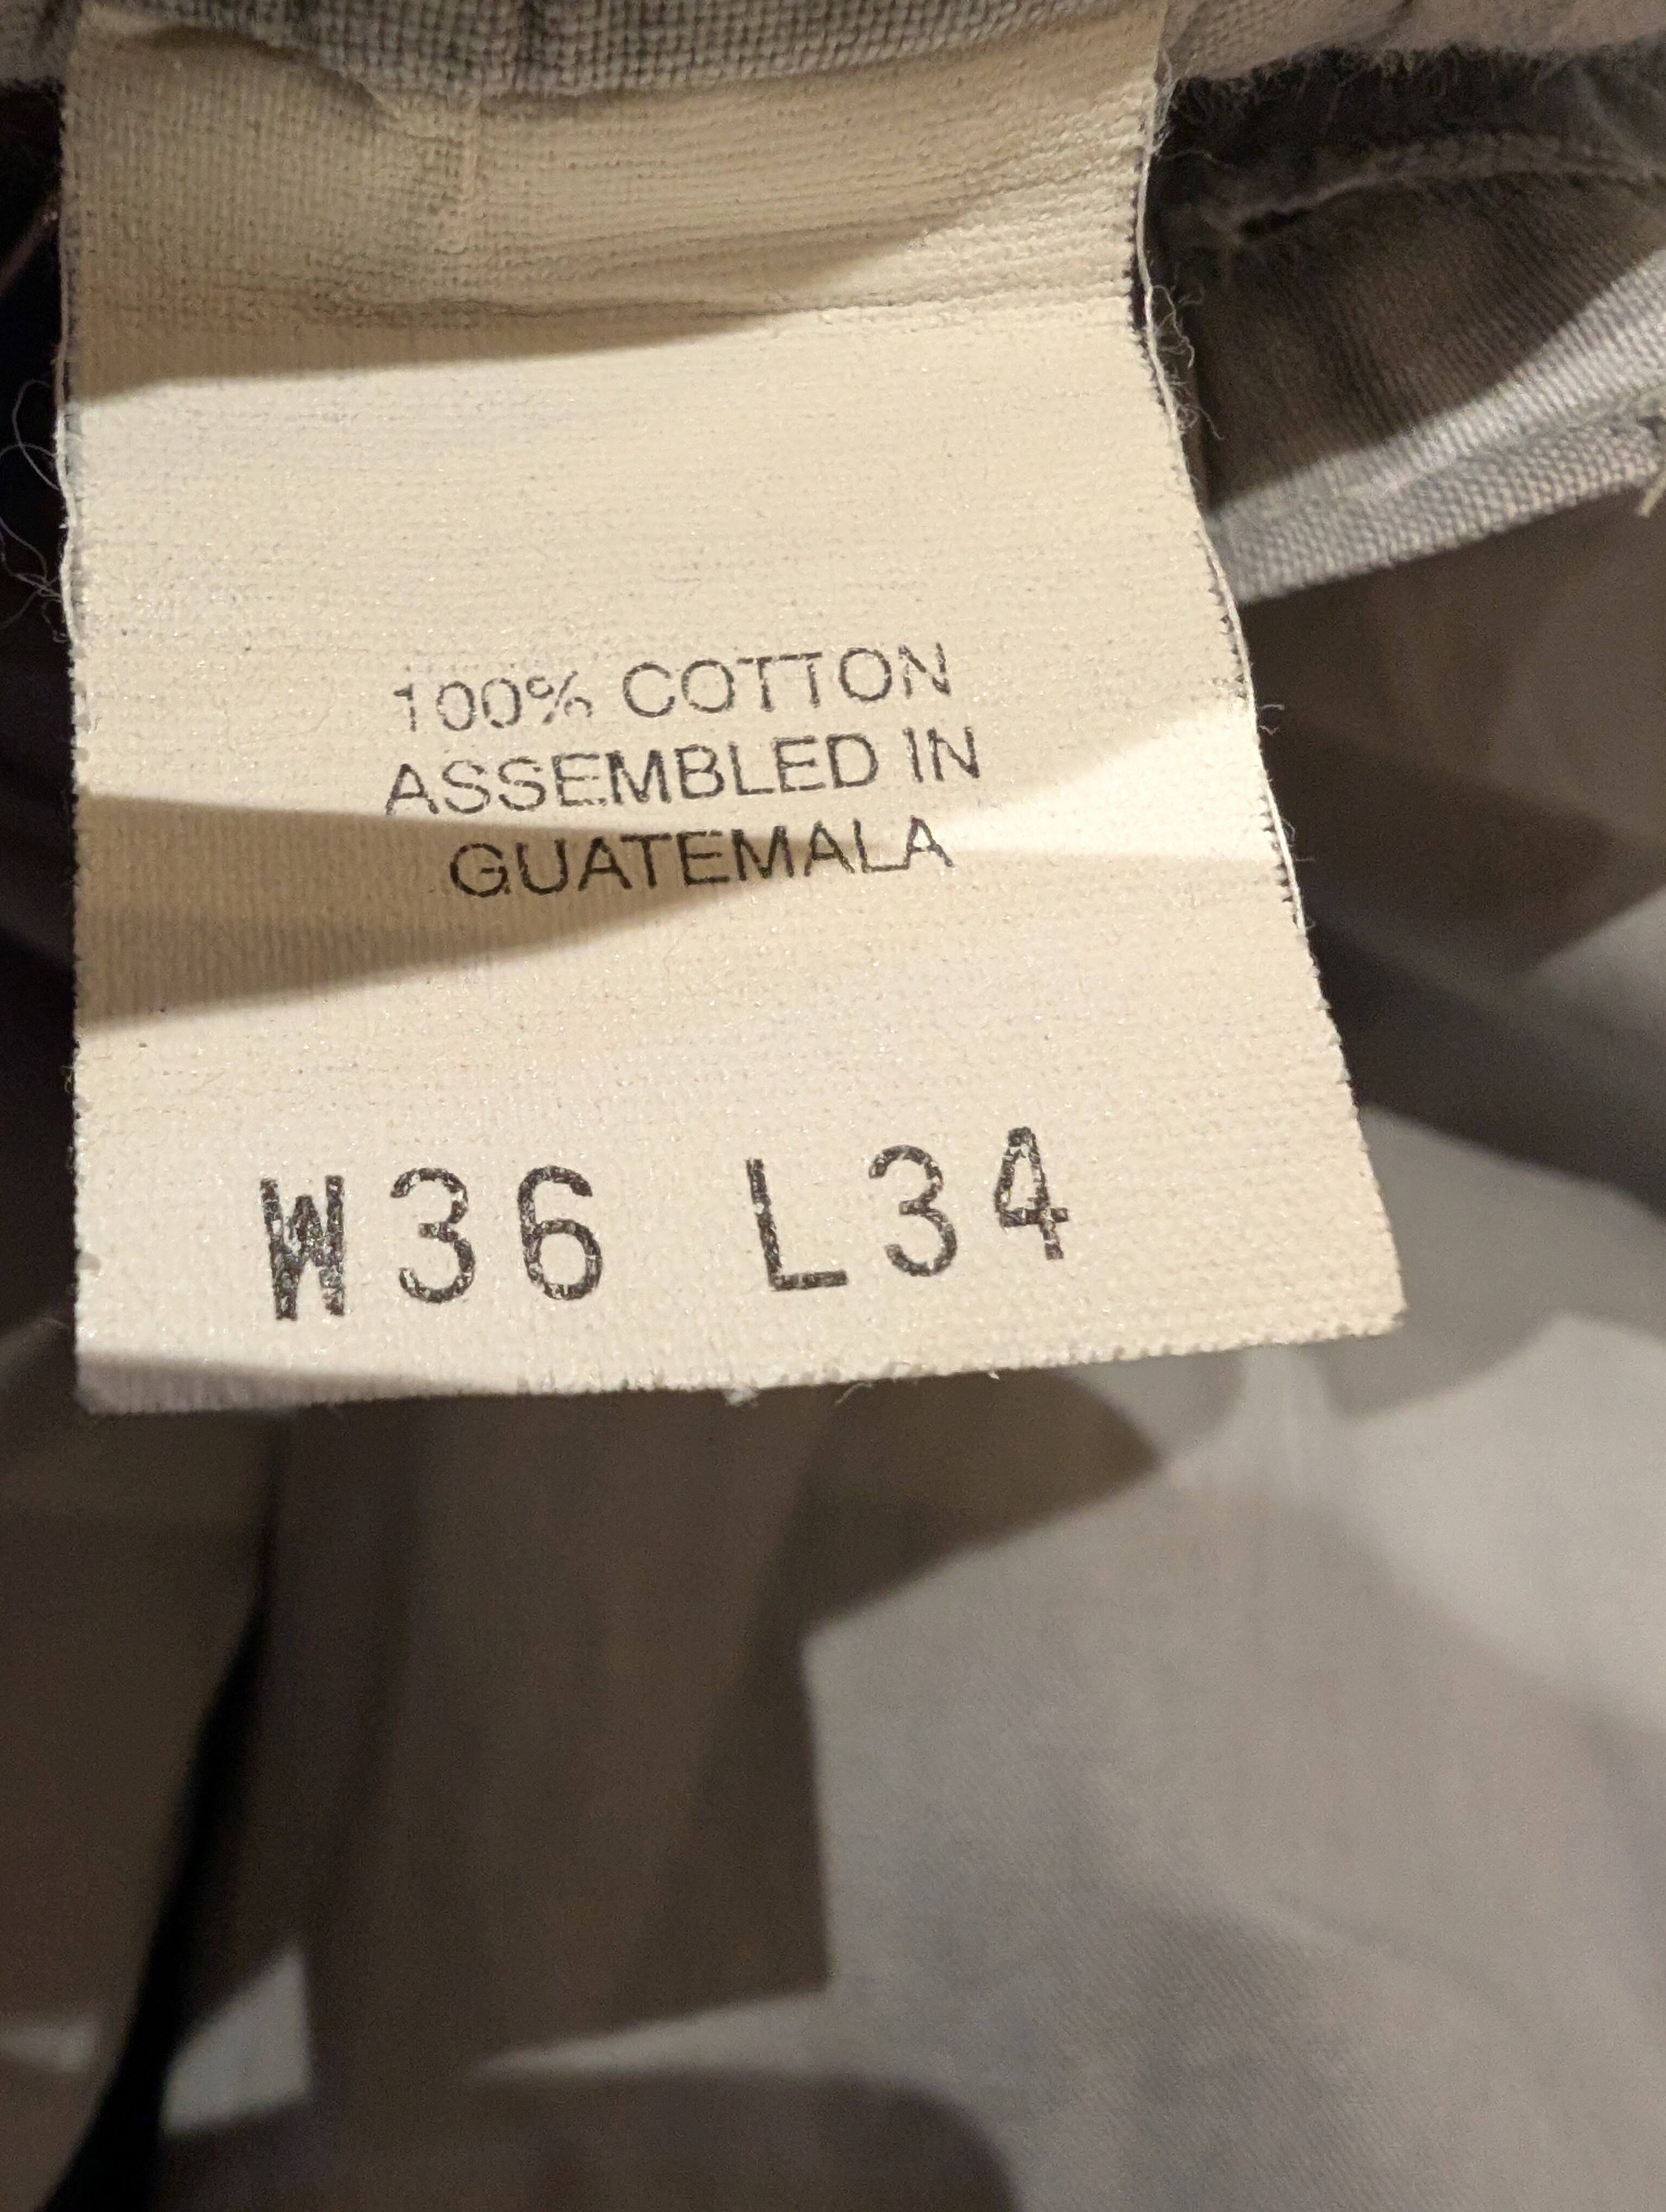 100% COTTON
ASSEMBLED IN
GUATEMALA
W36 L34